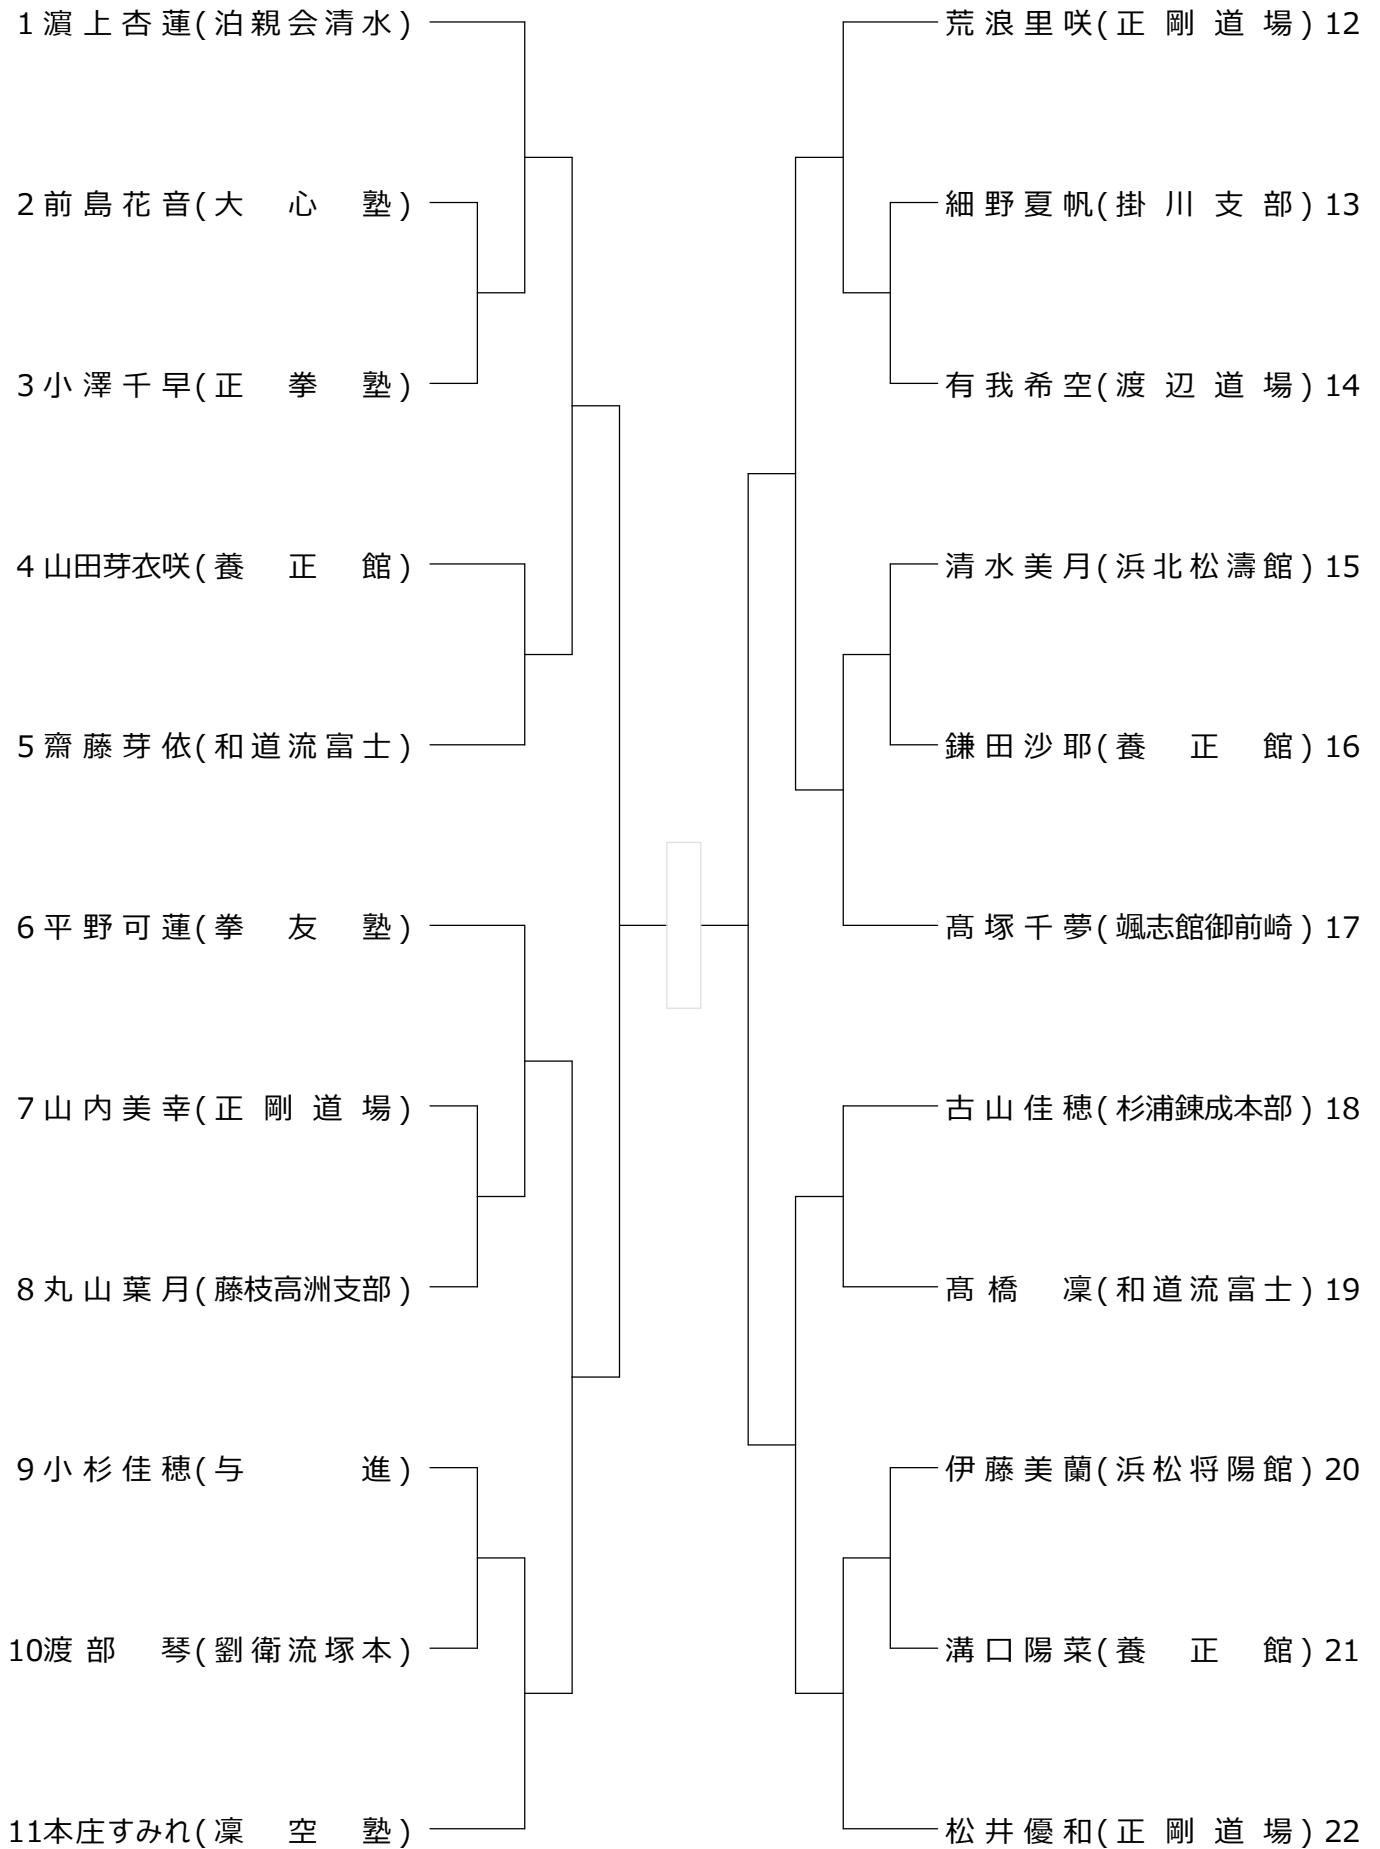 1 濵上杏蓮(泊親会清水)
2 前島花音(大心塾)
3 小澤千早(正拳塾)
4 山田芽衣咲(養正館)
5 齋藤芽依(和道流富士)
6 平野可蓮(拳友塾)
7 山内美幸(正剛道場)
8 丸山葉月(藤枝高洲支部)
9 小杉佳穂(与進)
10 渡部琴(劉衛流塚本)
11 本庄すみれ(凜空塾)
荒浪里咲(正剛道場) 12
細野夏帆(掛川支部) 13
有我希空(渡辺道場) 14
清水美月(浜北松濤館) 15
鎌田沙耶(養正館) 16
髙塚千夢(颯志館御前崎) 17
古山佳穂(杉浦錬成本部) 18
髙橋凜(和道流富士) 19
伊藤美蘭(浜松将陽館) 20
溝口陽菜(養正館) 21
松井優和(正剛道場) 22